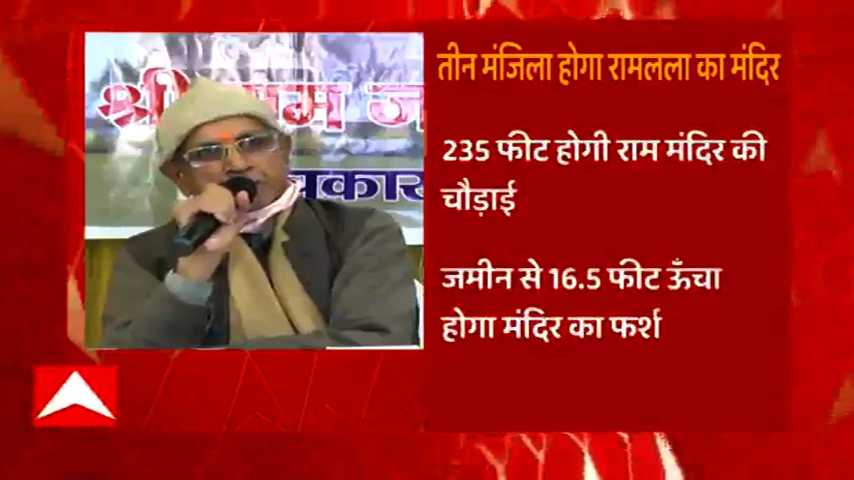 तीन मंजिला होगा रामलला का मंदिर
235 फीट होगी राम मंदिर की
चौड़ाई
जमीन से 16.5 फीट ऊँचा
होगा मंदिर का फर्श
श्री